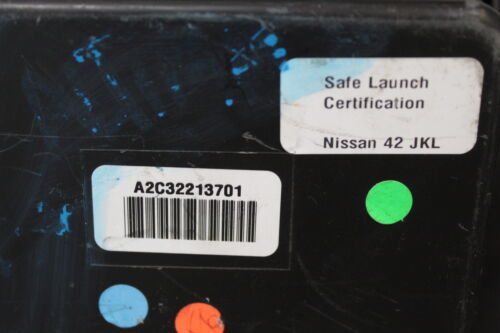 Safe Launch
Certification
Nissan 42 JKL
A2C32213701